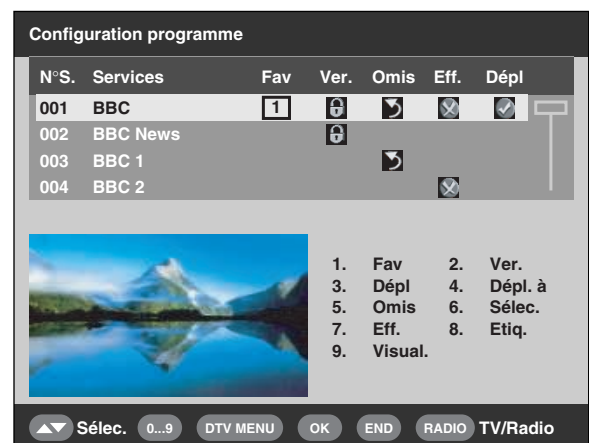 Configuration programme
N°S. Services Fav Ver. Omis Eff. Dépl
001 BBC 1
002 BBC News
003 BBC 1
004 BBC 2
1. Fav 2. Ver.
3. Dépl 4. Dépl. à
5. Omis 6. Sélec.
7. Eff. 8. Etiq.
9. Visual.
Sélec. 0...9 DTV MENU OK END RADIO TV/Radio